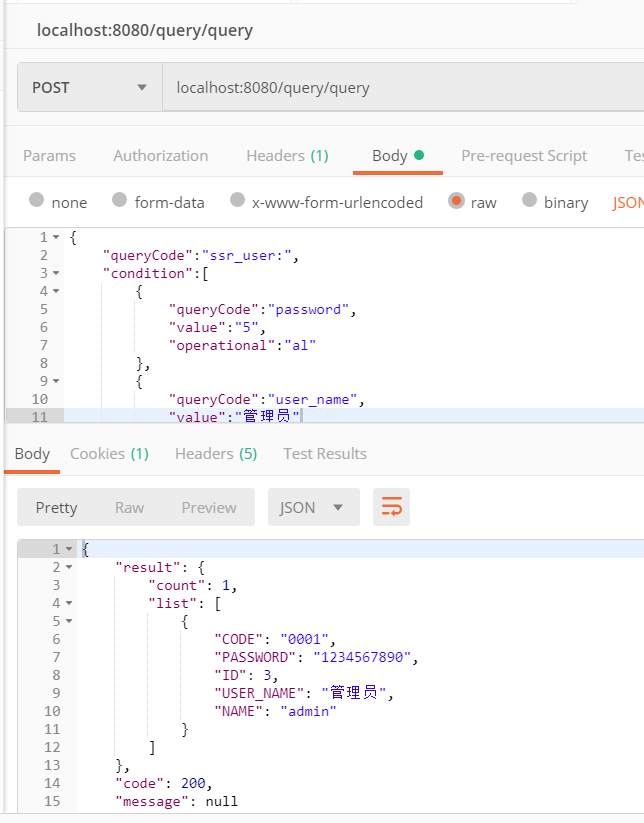 localhost:8080/query/query
POST localhost:8080/query/query
Params Authorization Headers (1) Body Pre-request Script
none form-data x-www-form-urlencoded raw binary
1 {
2 "queryCode":"ssr_user:",
3 "condition":[
4 {
5 "queryCode":"password",
6 "value":"5",
7 "operational":"al"
8 },
9 {
10 "queryCode":"user_name",
11 "value":"管理员"
Body Cookies (1) Headers (5) Test Results
Pretty Raw Preview JSON
1 {
2 "result": {
3 "count": 1,
4 "list": [
5 {
6 "CODE": "0001",
7 "PASSWORD": "1234567890",
8 "ID": 3,
9 "USER_NAME": "管理员",
10 "NAME": "admin"
11 }
12 ]
13 },
14 "code": 200,
15 "message": null